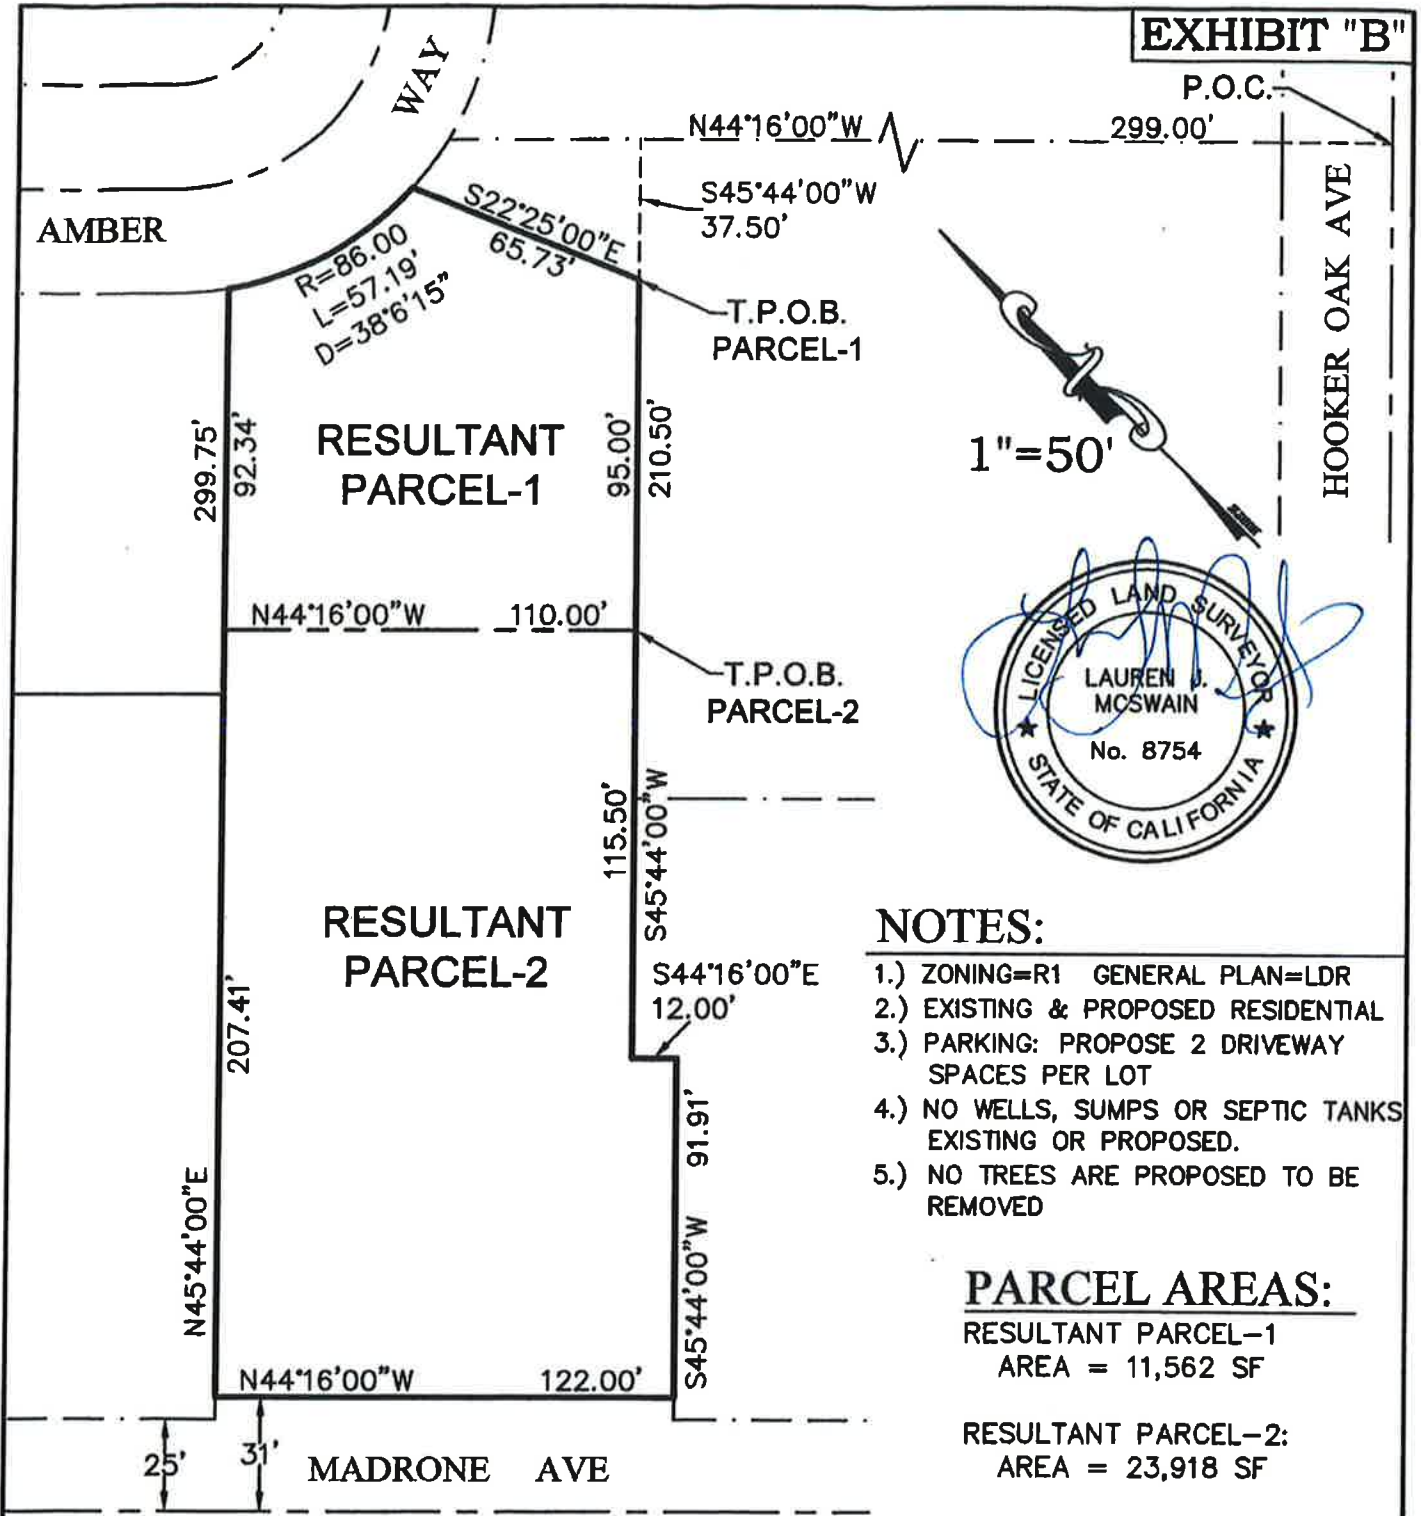 EXHIBIT "B"
P.O.C.
WAY
N44°16'00"W
299.00'
S45°44'00"W
37.50'
AMBER
S22°25'00"E
65.73'
R=86.00
L=57.19'
D=38°6'15"
T.P.O.B.
PARCEL-1
HOOKER OAK AVE
1"=50'
299.75'
92.34'
RESULTANT
PARCEL-1
95.00'
210.50'
N44°16'00"W
110.00'
T.P.O.B.
PARCEL-2
LICENSED LAND SURVEYOR
LAUREN J.
MCSWAIN
No. 8754
STATE OF CALIFORNIA
115.50'
S45°44'00"W
RESULTANT
PARCEL-2
S44°16'00"E
12.00'
207.41'
N45°44'00"E
91.91'
S45°44'00"W
N44°16'00"W
122.00'
25'
31'
MADRONE AVE
NOTES:
1.) ZONING=R1 GENERAL PLAN=LDR
2.) EXISTING & PROPOSED RESIDENTIAL
3.) PARKING: PROPOSE 2 DRIVEWAY
SPACES PER LOT
4.) NO WELLS, SUMPS OR SEPTIC TANKS
EXISTING OR PROPOSED.
5.) NO TREES ARE PROPOSED TO BE
REMOVED
PARCEL AREAS:
RESULTANT PARCEL-1
AREA = 11,562 SF
RESULTANT PARCEL-2:
AREA = 23,918 SF